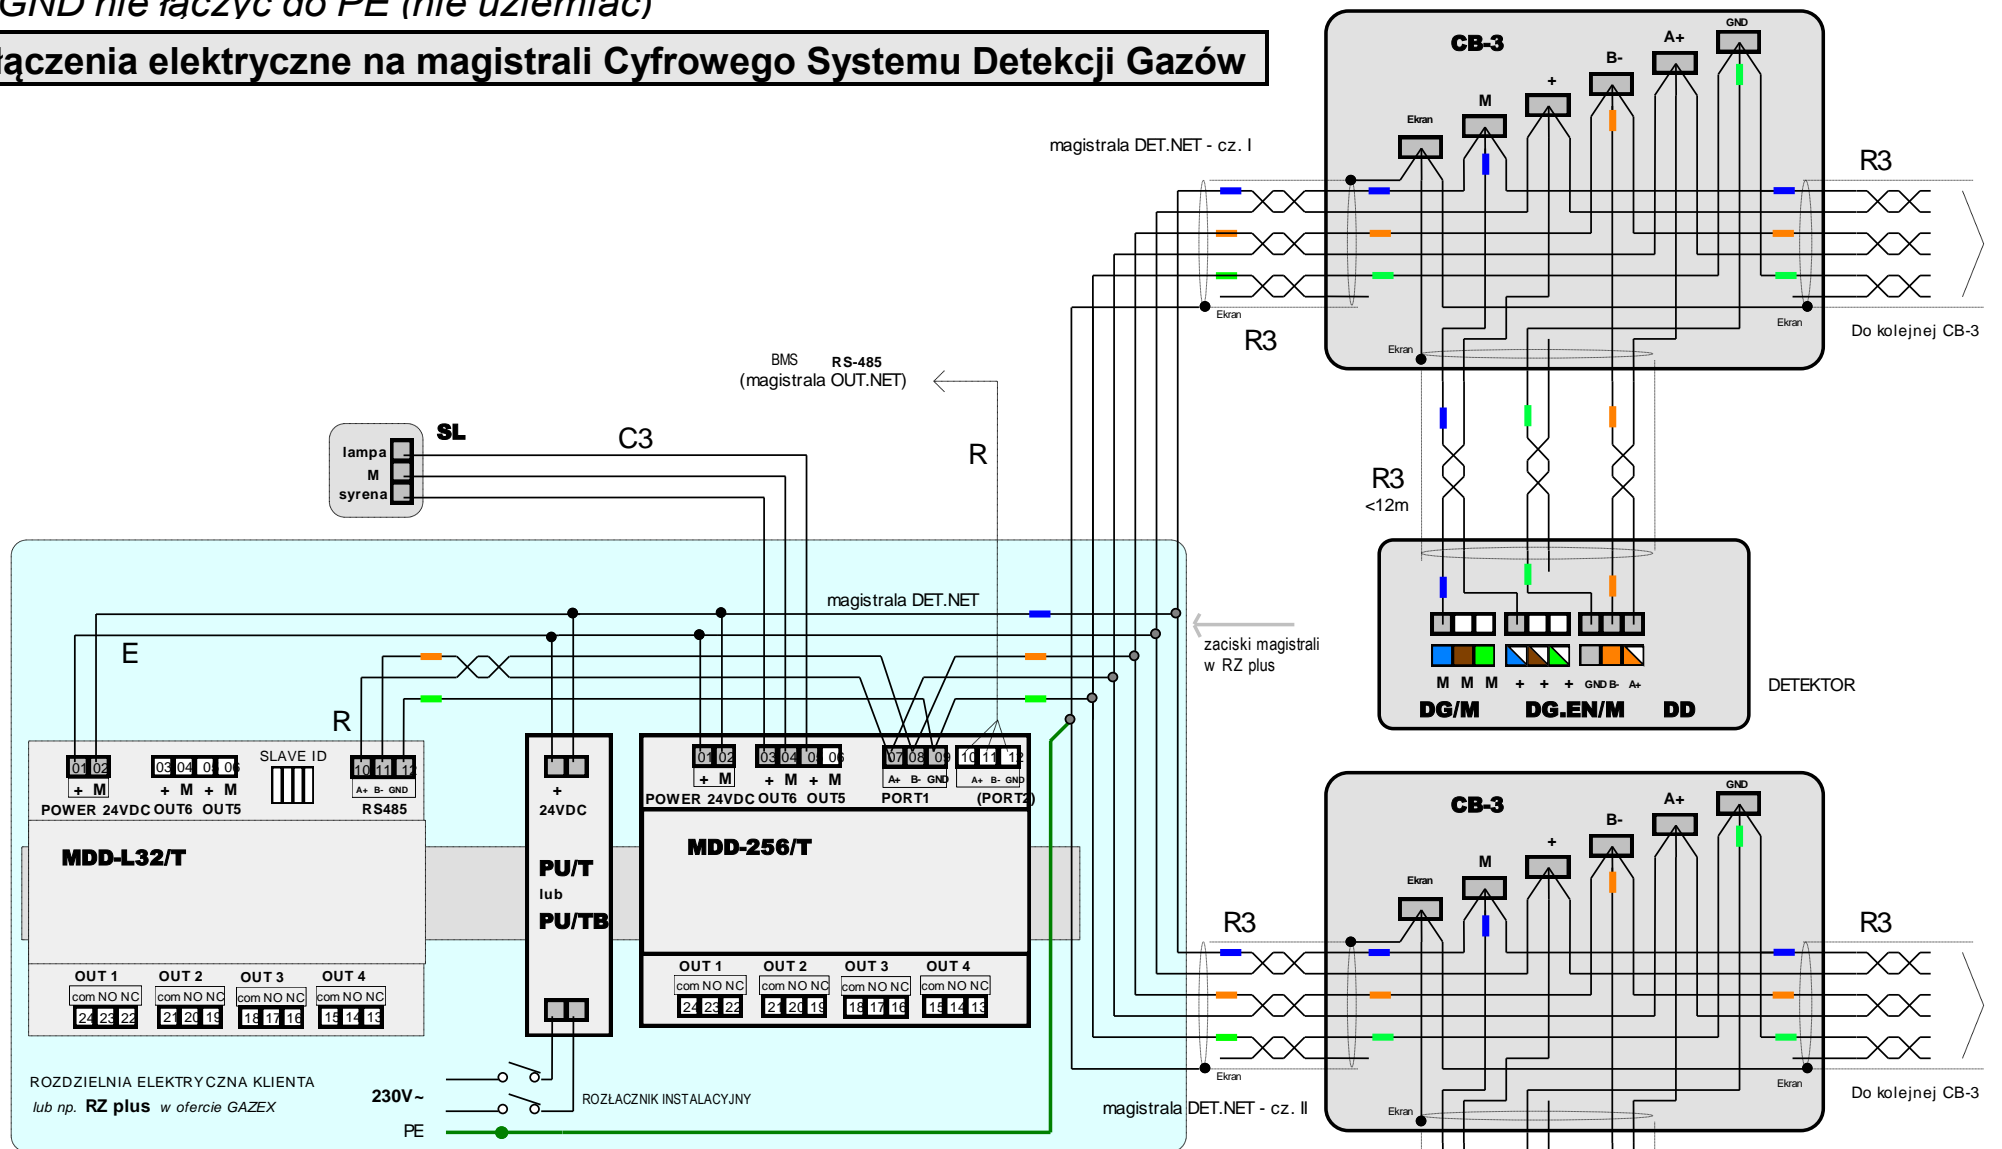 GND nie łączyć do PE (nie uziemiać)
łączenia elektryczne na magistrali Cyfrowego Systemu Detekcji Gazów
CB-3
Ekran
M
+
B-
A+
GND
magistrala DET.NET - cz. I
R3
R3
Ekran
Ekran
Ekran
Do kolejnej CB-3
BMS RS-485
(magistrala OUT.NET)
R
SL
lampa
M
syrena
C3
R3
<12m
magistrala DET.NET
E
R
zaciski magistrali
w RZ plus
M M M + + + GND B- A+
DG/M DG.EN/M DD
DETEKTOR
01 02 03 04 05 06
SLAVE ID
10 11 12
+ M + M + M A+ B- GND
POWER 24VDC OUT6 OUT5 RS485
MDD-L32/T
OUT 1 OUT 2 OUT 3 OUT 4
com NO NC com NO NC com NO NC com NO NC
24 23 22 21 20 19 18 17 16 15 14 13
+
24VDC
PU/T
lub
PU/TB
01 02 03 04 05 06 07 08 09 10 11 12
+ M + M + M A+ B- GND A+ B- GND
POWER 24VDC OUT6 OUT5 PORT1 (PORT2)
MDD-256/T
OUT 1 OUT 2 OUT 3 OUT 4
com NO NC com NO NC com NO NC com NO NC
24 23 22 21 20 19 18 17 16 15 14 13
ROZDZIELNIA ELEKTRYCZNA KLIENTA
lub np. RZ plus w ofercie GAZEX
230V~
PE
ROZŁACZNIK INSTALACYJNY
CB-3
Ekran
M
+
B-
A+
GND
R3
R3
Ekran
Ekran
Ekran
magistrala DET.NET - cz. II
Do kolejnej CB-3